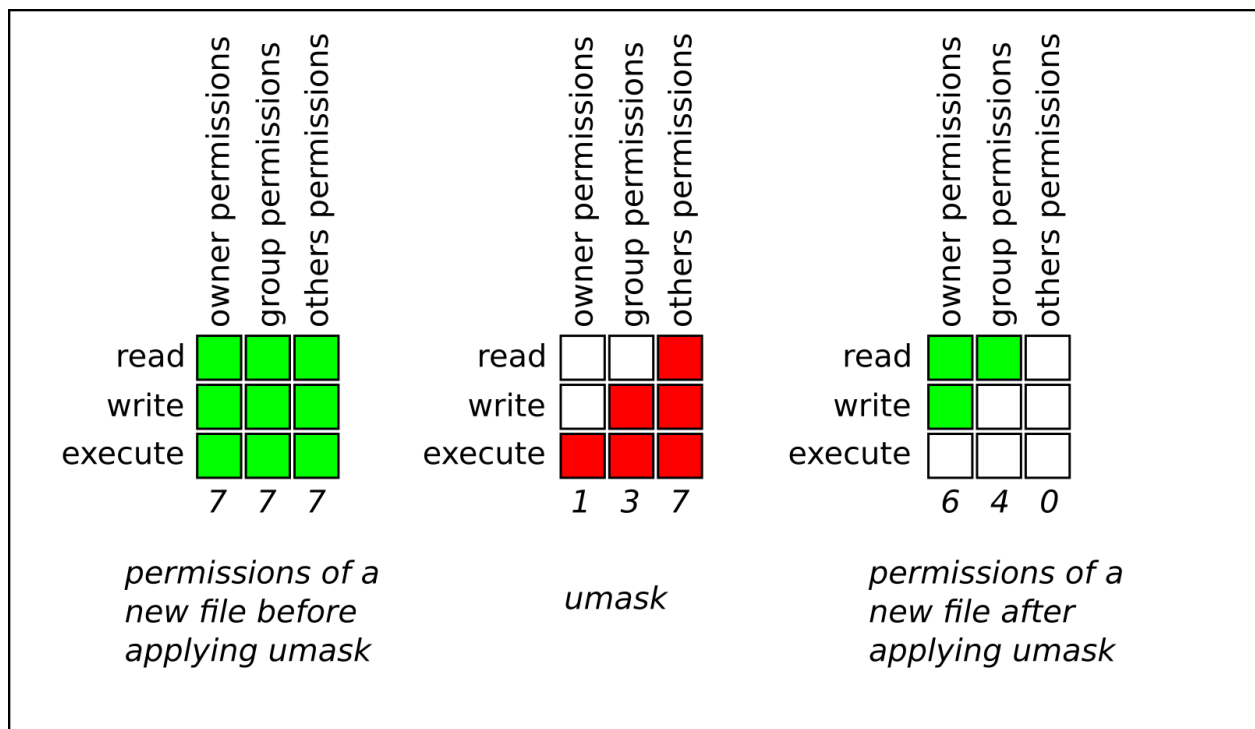 owner permissions
group permissions
others permissions
read
write
execute
7 7 7
permissions of a
new file before
applying umask
owner permissions
group permissions
others permissions
read
write
execute
1 3 7
umask
owner permissions
group permissions
others permissions
read
write
execute
6 4 0
permissions of a
new file after
applying umask